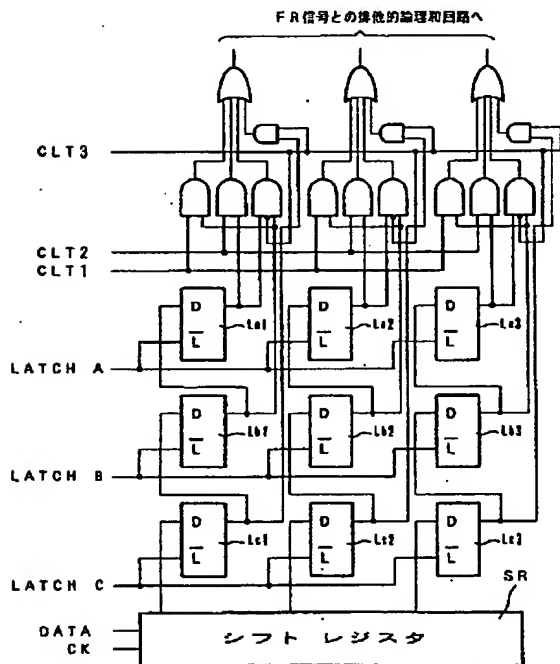 FR信号との排他的論理和回路へ
CLT3
CLT2
CLT1
D
L
La1
D
L
La2
D
L
La3
LATCH A
D
L
Lb1
D
L
Lb2
D
L
Lb3
LATCH B
D
L
Lc1
D
L
Lc2
D
L
Lc3
LATCH C
SR
DATA
CK
シフト レジスタ